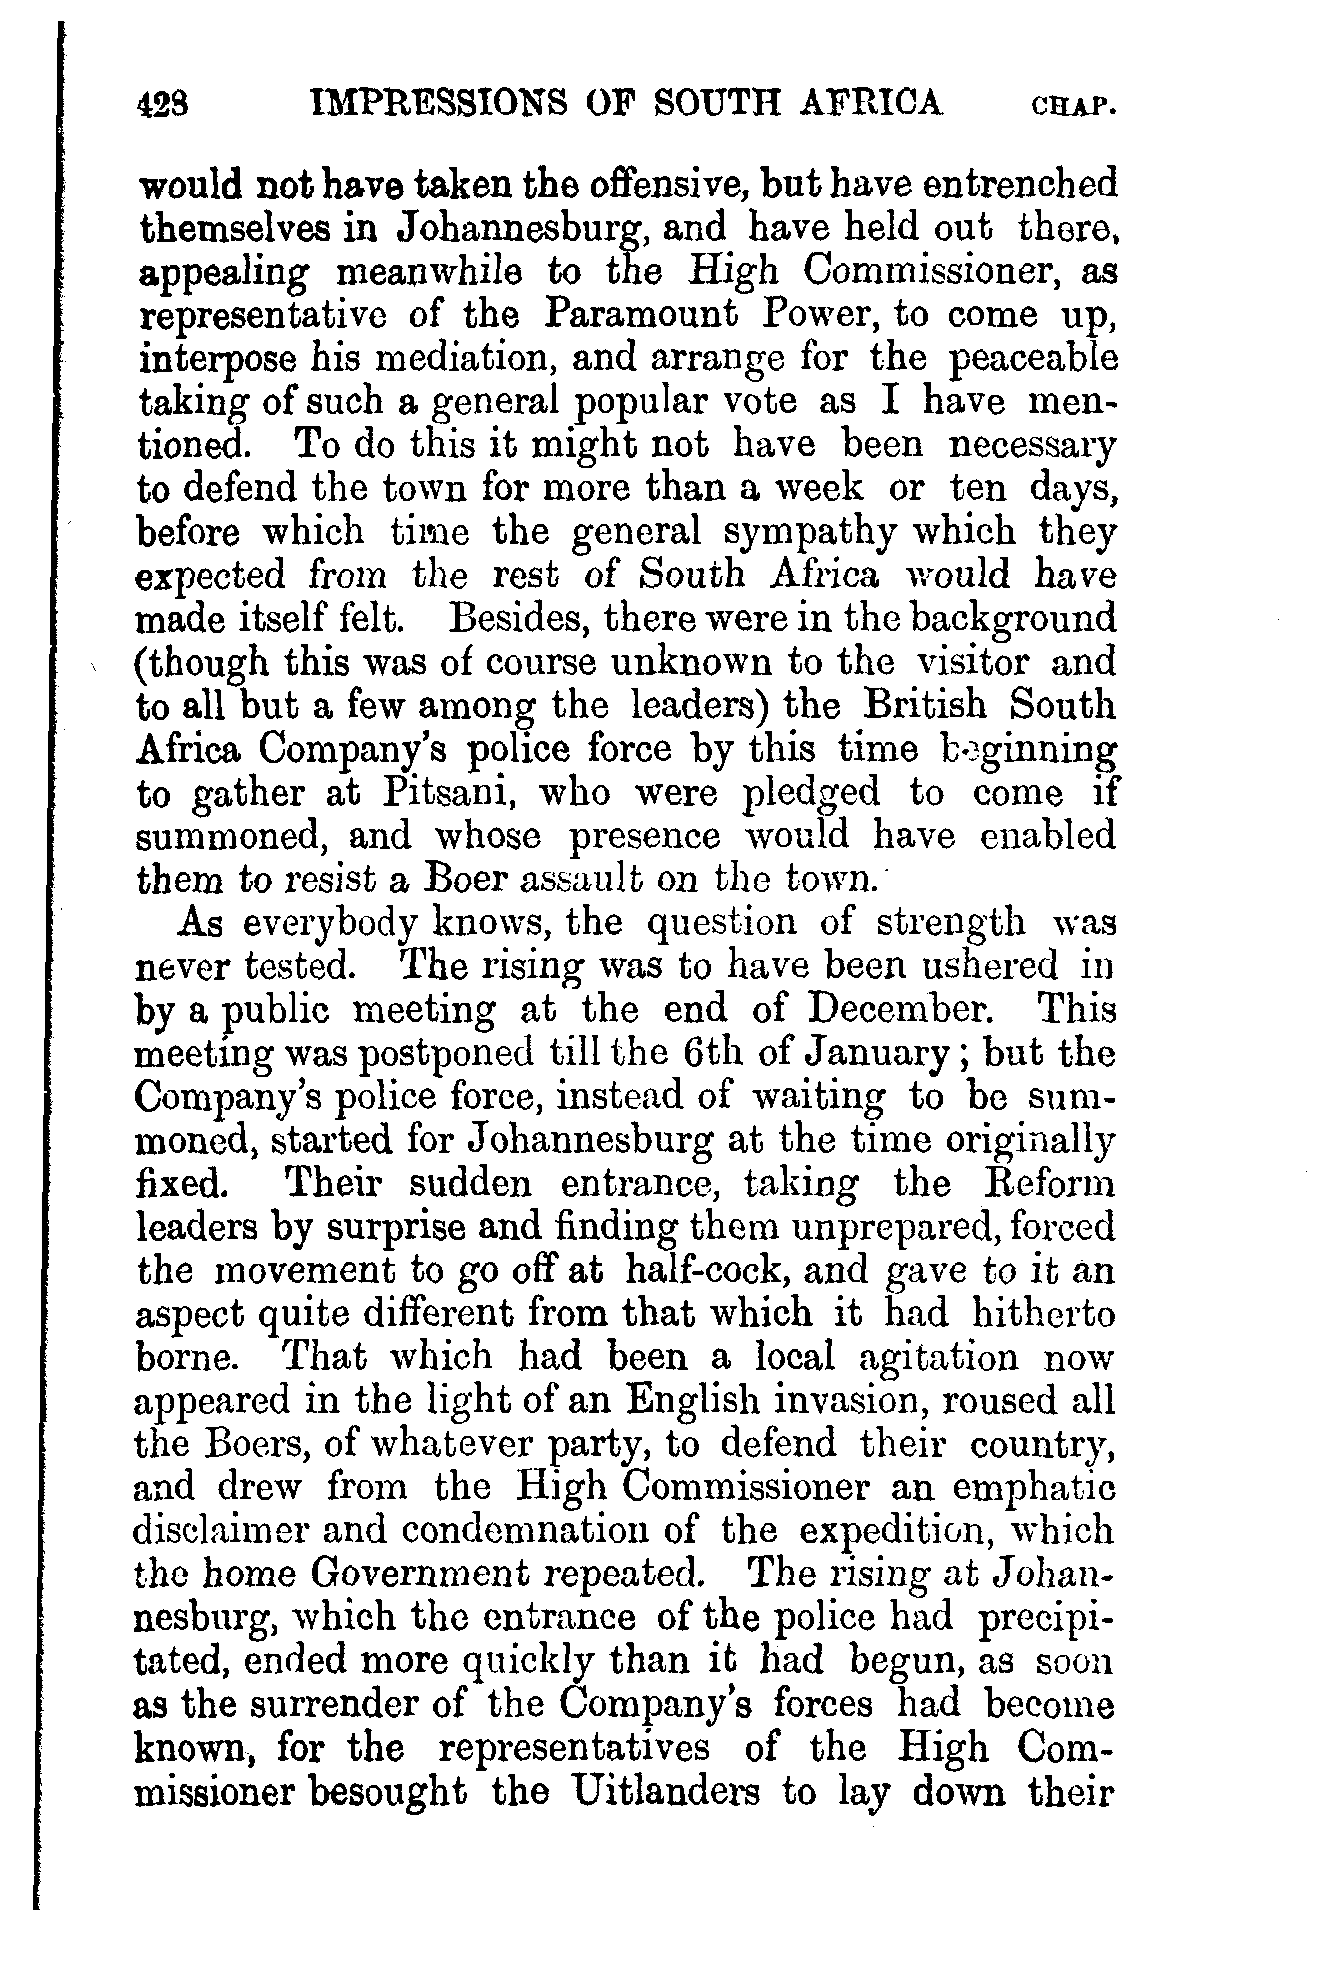 428 IMPRESSIONS OF SOUTH AFRICA CHAP.
would not have taken the offensive, but have entrenched
themselves in Johannesburg, and have held out there,
appealing meanwhile to the High Commissioner, as
representative of the Paramount Power, to come up,
interpose his mediation, and arrange for the peaceable
taking of such a general popular vote as I have men-
tioned. To do this it might not have been necessary
to defend the town for more than a week or ten days,
before which time the general sympathy which they
expected from the rest of South Africa would have
made itself felt. Besides, there were in the background
(though this was of course unknown to the visitor and
to all but a few among the leaders) the British South
Africa Company's police force by this time beginning
to gather at Pitsani, who were pledged to come if
summoned, and whose presence would have enabled
them to resist a Boer assault on the town.
As everybody knows, the question of strength was
never tested. The rising was to have been ushered in
by a public meeting at the end of December. This
meeting was postponed till the 6th of January; but the
Company's police force, instead of waiting to be sum-
moned, started for Johannesburg at the time originally
fixed. Their sudden entrance, taking the Reform
leaders by surprise and finding them unprepared, forced
the movement to go off at half-cock, and gave to it an
aspect quite different from that which it had hitherto
borne. That which had been a local agitation now
appeared in the light of an English invasion, roused all
the Boers, of whatever party, to defend their country,
and drew from the High Commissioner an emphatic
disclaimer and condemnation of the expedition, which
the home Government repeated. The rising at Johan-
nesburg, which the entrance of the police had precipi-
tated, ended more quickly than it had begun, as soon
as the surrender of the Company's forces had become
known, for the representatives of the High Com-
missioner besought the Uitlanders to lay down their